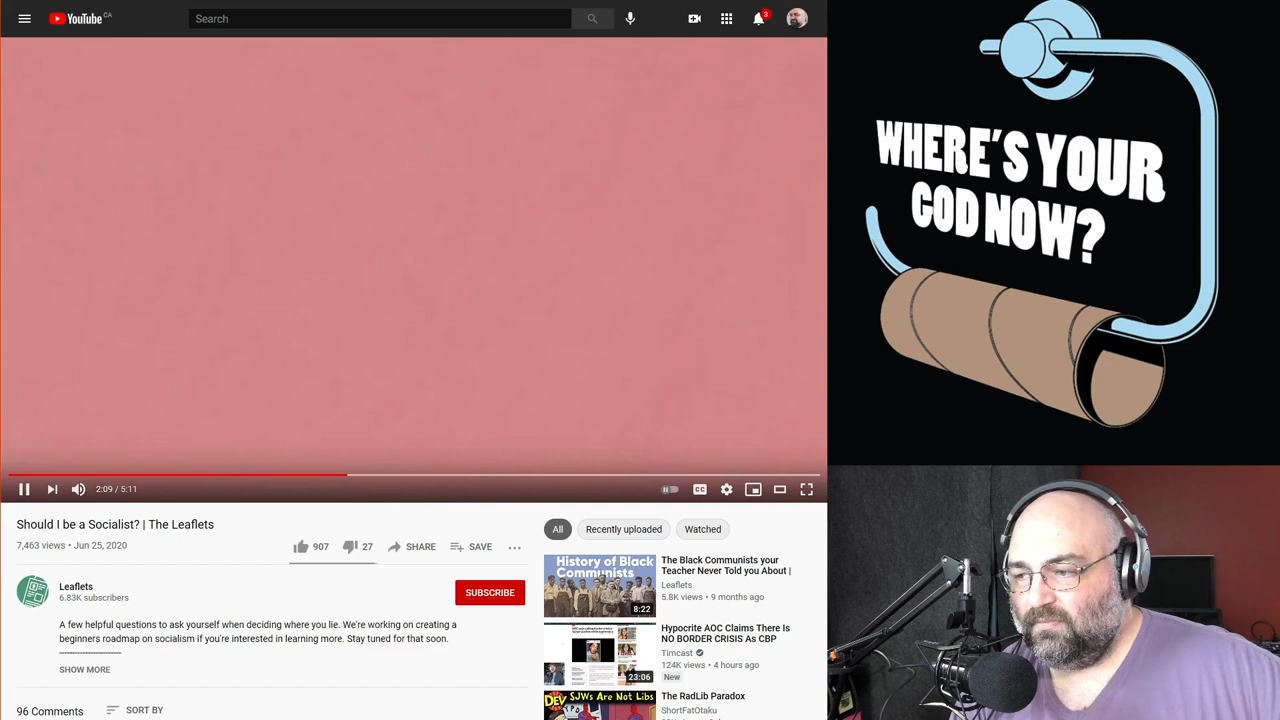 YouTube CA
Search
3
WHERE'S YOUR
GOD NOW?
2:09 / 5:11
CC
Should I be a Socialist? | The Leaflets
7,463 views • Jun 25, 2020
907
27
SHARE
SAVE
Leaflets
6.83K subscribers
SUBSCRIBE
A few helpful questions to ask yourself when deciding where you lie. We're working on creating a
beginners roadmap on socialism if you're interested in learning more. Stay tuned for that soon.
SHOW MORE
96 Comments
SORT BY
All
Recently uploaded
Watched
History of Black
Communists
8:22
The Black Communists your
Teacher Never Told you About |
Leaflets
5.8K views • 9 months ago
23:06
Hypocrite AOC Claims There Is
NO BORDER CRISIS As CBP
Timcast
124K views • 4 hours ago
New
SJWs Are Not Libs
The RadLib Paradox
ShortFatOtaku